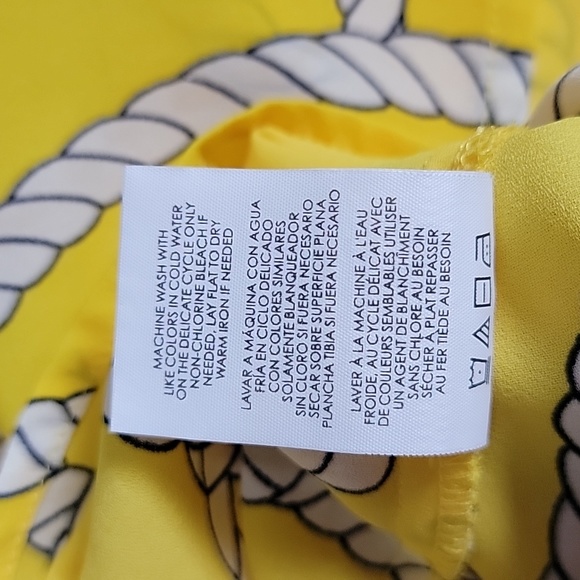 MACHINE WASH WITH
LIKE COLORS IN COLD WATER
ON THE DELICATE CYCLE ONLY
NON-CHLORINE BLEACH IF
NEEDED, LAY FLAT TO DRY
WARM IRON IF NEEDED
LAVAR A MÁQUINA CON AGUA
FRÍA EN CICLO DELICADO
CON COLORES SIMILARES
SOLAMENTE BLANQUEADOR
SIN CLORO SI FUERA NECESARIO
SECAR SOBRE SUPERFICIE PLANA
PLANCHA TIBIA SI FUERA NECESARIO
LAVER À LA MACHINE À L'EAU
FROIDE, AU CYCLE DÉLICAT AVEC
DE COULEURS SEMBLABLES UTILISER
UN AGENT DE BLANCHIMENT
SANS CHLORE AU BESOIN
SÉCHER À PLAT REPASSER
AU FER TIÈDE AU BESOIN